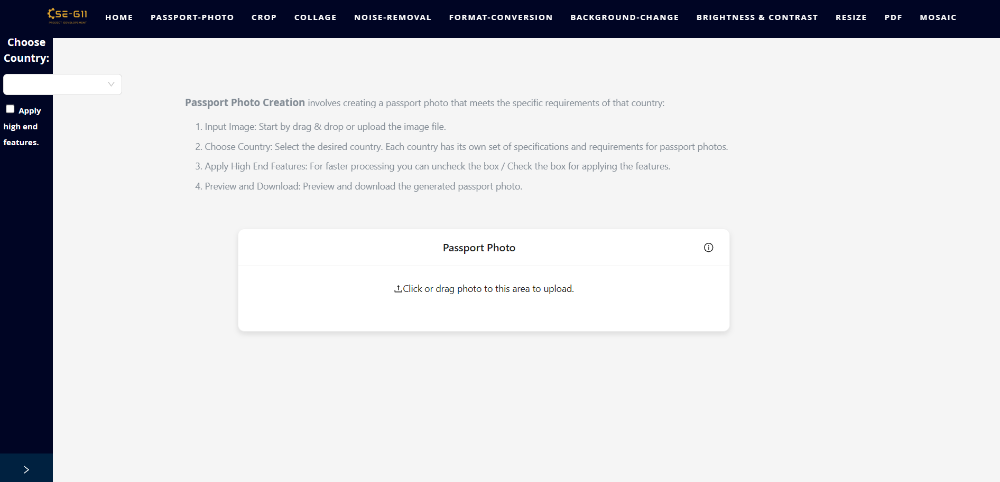 CSE-G11
PROJECT DEVELOPEMENT
HOME PASSPORT-PHOTO CROP COLLAGE NOISE-REMOVAL FORMAT-CONVERSION BACKGROUND-CHANGE BRIGHTNESS & CONTRAST RESIZE PDF MOSAIC
Choose
Country:
Apply
high end
features.
Passport Photo Creation involves creating a passport photo that meets the specific requirements of that country:
1. Input Image: Start by drag & drop or upload the image file.
2. Choose Country: Select the desired country. Each country has its own set of specifications and requirements for passport photos.
3. Apply High End Features: For faster processing you can uncheck the box / Check the box for applying the features.
4. Preview and Download: Preview and download the generated passport photo.
Passport Photo
Click or drag photo to this area to upload.